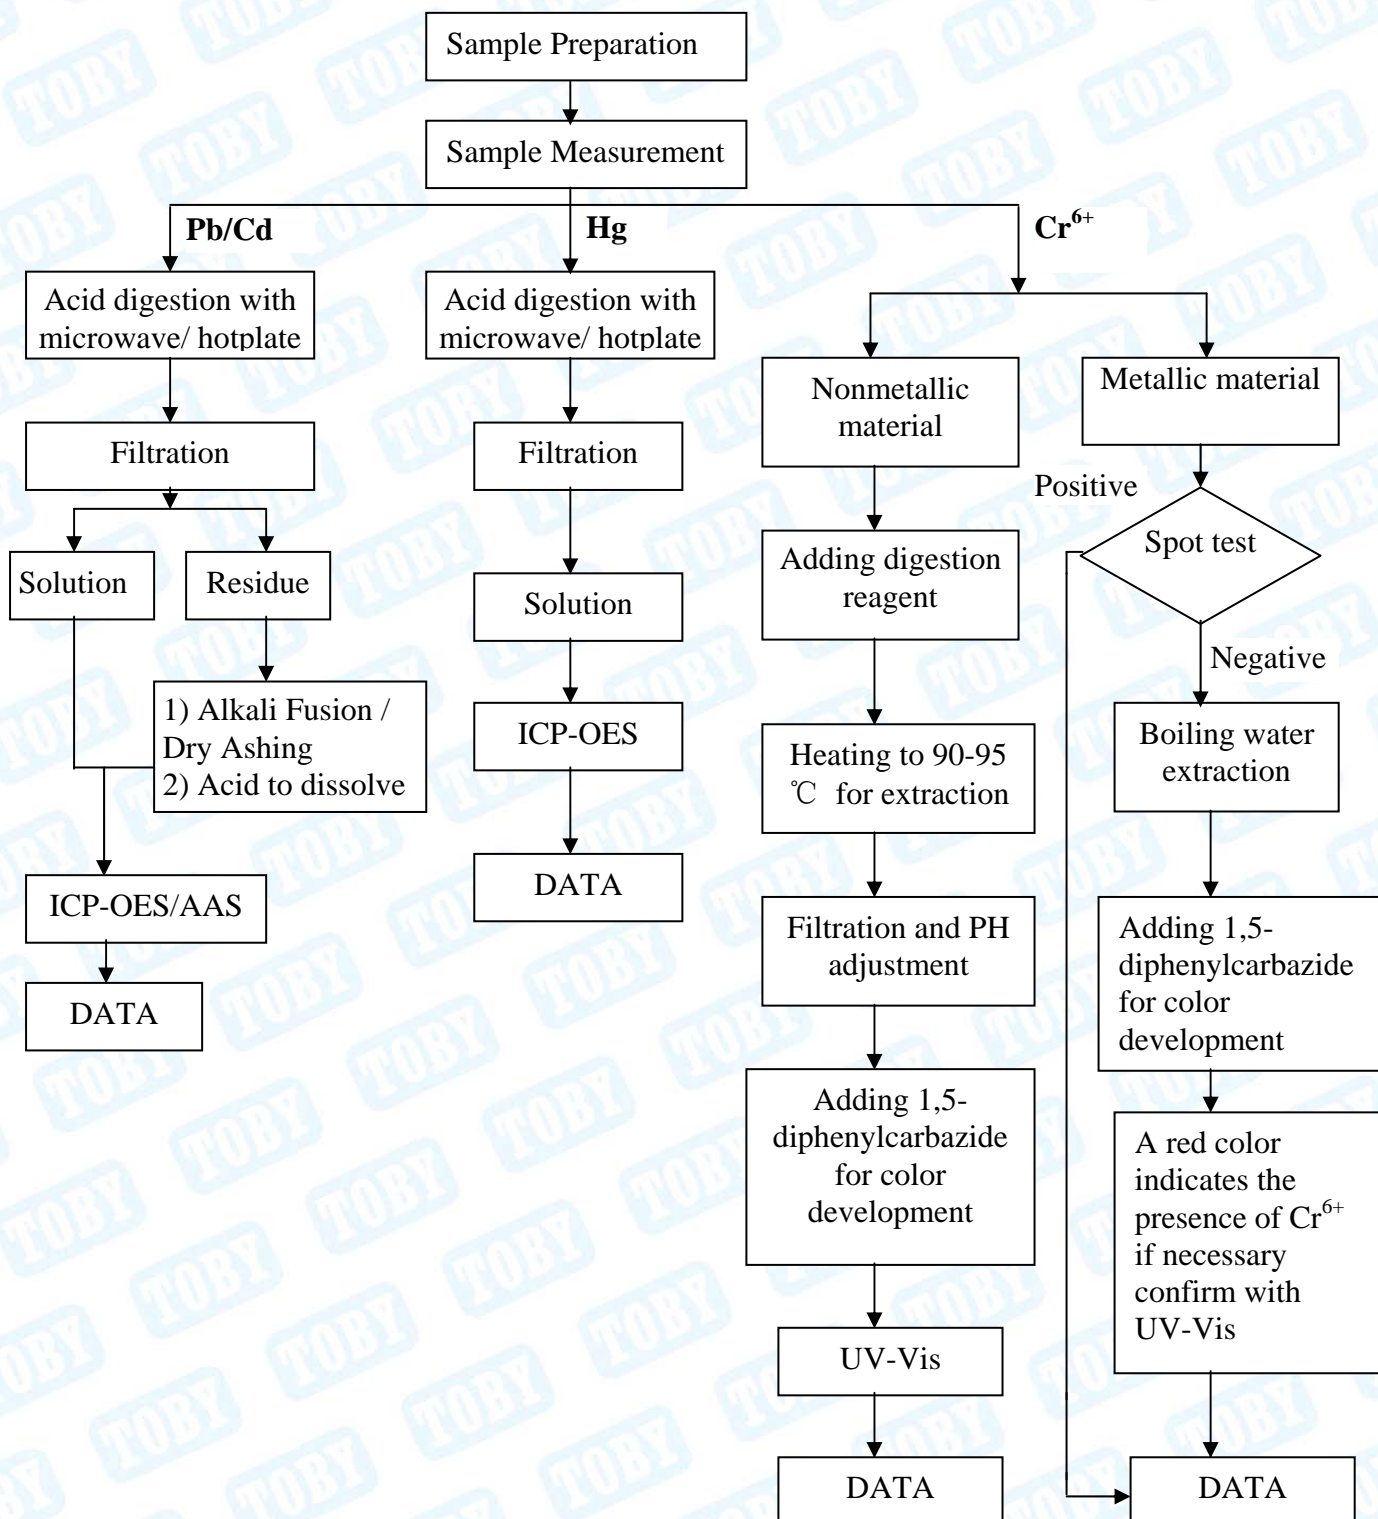 Sample Preparation
Sample Measurement
Pb/Cd
Hg
Cr6+
Acid digestion with
microwave/ hotplate
Filtration
Solution
Residue
1) Alkali Fusion /
Dry Ashing
2) Acid to dissolve
ICP-OES/AAS
DATA
Acid digestion with
microwave/ hotplate
Filtration
Solution
ICP-OES
DATA
Nonmetallic
material
Adding digestion
reagent
Heating to 90-95
℃ for extraction
Filtration and PH
adjustment
Adding 1,5-
diphenylcarbazide
for color
development
UV-Vis
DATA
Metallic material
Positive
Spot test
Negative
Boiling water
extraction
Adding 1,5-
diphenylcarbazide
for color
development
A red color
indicates the
presence of Cr6+
if necessary
confirm with
UV-Vis
DATA
TOBY